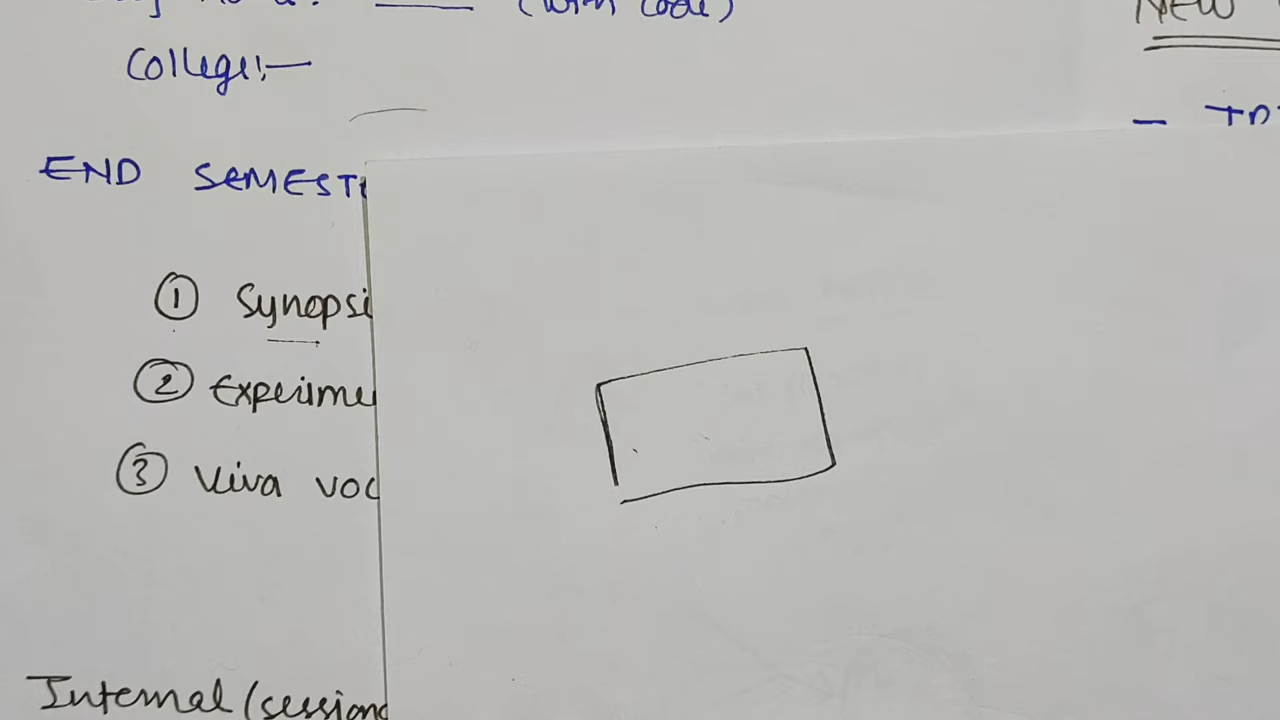 (with code)
College:-
NEW
END SEMEST
① Synopsi
② Experime
③ Viva voc
Internal (session